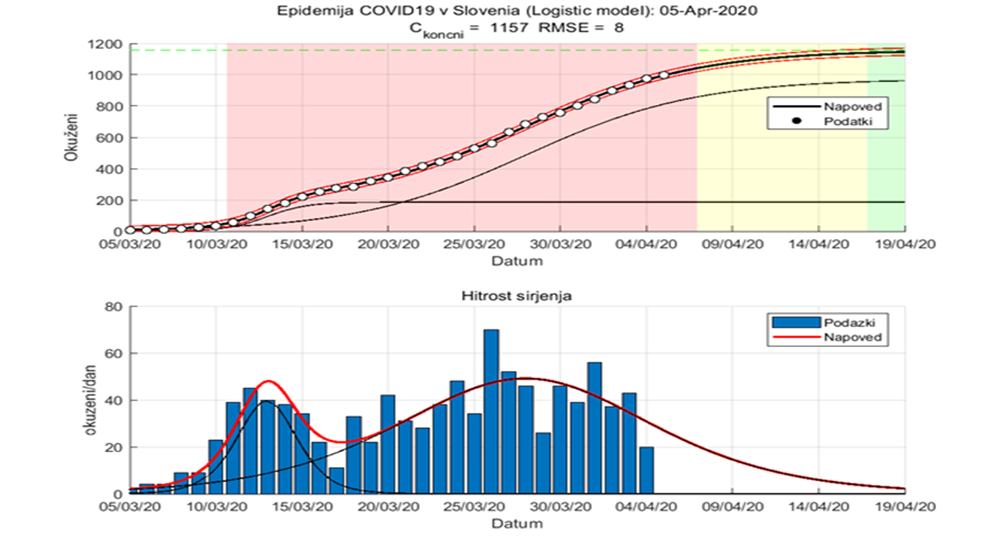 Epidemija COVID19 v Slovenia (Logistic model): 05-Apr-2020
C koncni = 1157 RMSE = 8
1200
1000
800
600
400
200
0
Okuženi
Napoved
Podatki
05/03/20 10/03/20 15/03/20 20/03/20 25/03/20 30/03/20 04/04/20 09/04/20 14/04/20 19/04/20
Datum
Hitrost sirjenja
80
60
40
20
0
okuzeni/dan
Podazki
Napoved
05/03/20 10/03/20 15/03/20 20/03/20 25/03/20 30/03/20 04/04/20 09/04/20 14/04/20 19/04/20
Datum